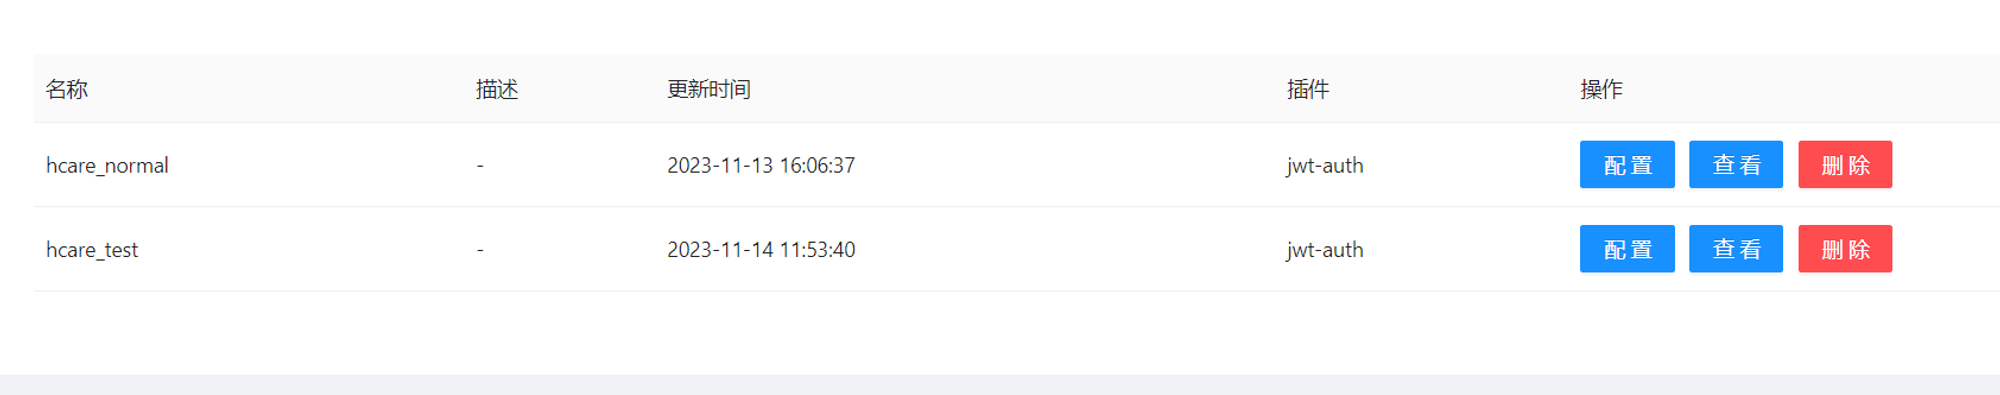 名称 描述 更新时间 插件 操作
hcare_normal - 2023-11-13 16:06:37 jwt-auth 配置 查看 删除
hcare_test - 2023-11-14 11:53:40 jwt-auth 配置 查看 删除